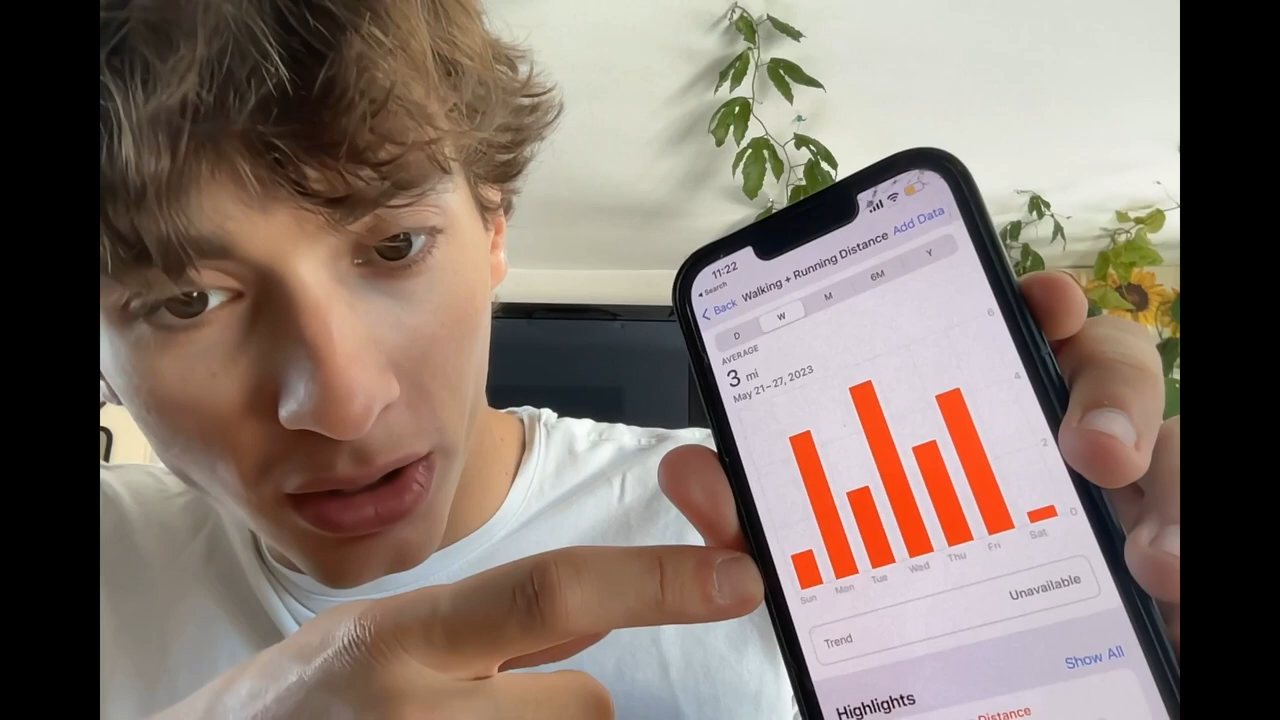 11:22
Search
Back Walking + Running Distance Add Data
D W M 6M Y
AVERAGE
3 mi
May 21–27, 2023
6
4
2
0
Sun Mon Tue Wed Thu Fri Sat
Trend Unavailable
Highlights Show All
Distance